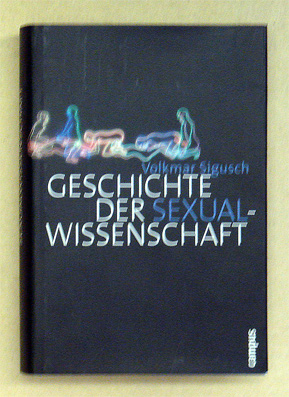 Volkmar Sigusch
GESCHICHTE
DER SEXUAL-
WISSENSCHAFT
campus